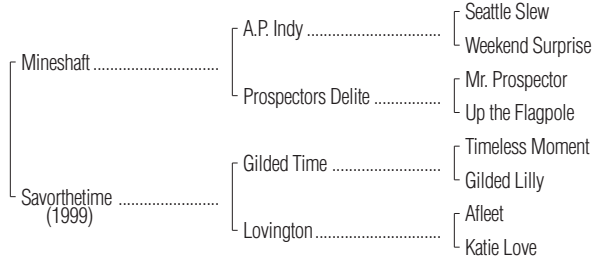 Seattle Slew
A.P. Indy ................................
Weekend Surprise
Mineshaft ..............................
Mr. Prospector
Prospectors Delite ................
Up the Flagpole
Timeless Moment
Gilded Time ..........................
Gilded Lilly
Savorthetime ........................
(1999)
Afleet
Lovington..............................
Katie Love